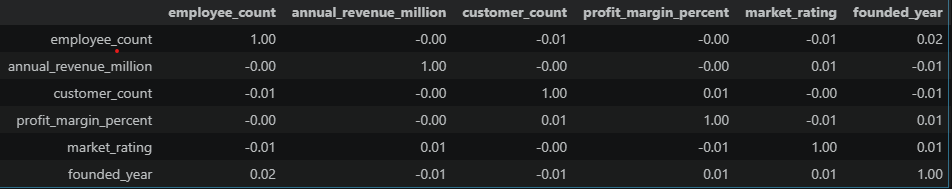 employee_count annual_revenue_million customer_count profit_margin_percent market_rating founded_year
employee_count 1.00 -0.00 -0.01 -0.00 -0.01 0.02
annual_revenue_million -0.00 1.00 -0.00 -0.00 0.01 -0.01
customer_count -0.01 -0.00 1.00 0.01 -0.00 -0.01
profit_margin_percent -0.00 -0.00 0.01 1.00 -0.01 0.01
market_rating -0.01 0.01 -0.00 -0.01 1.00 0.01
founded_year 0.02 -0.01 -0.01 0.01 0.01 1.00